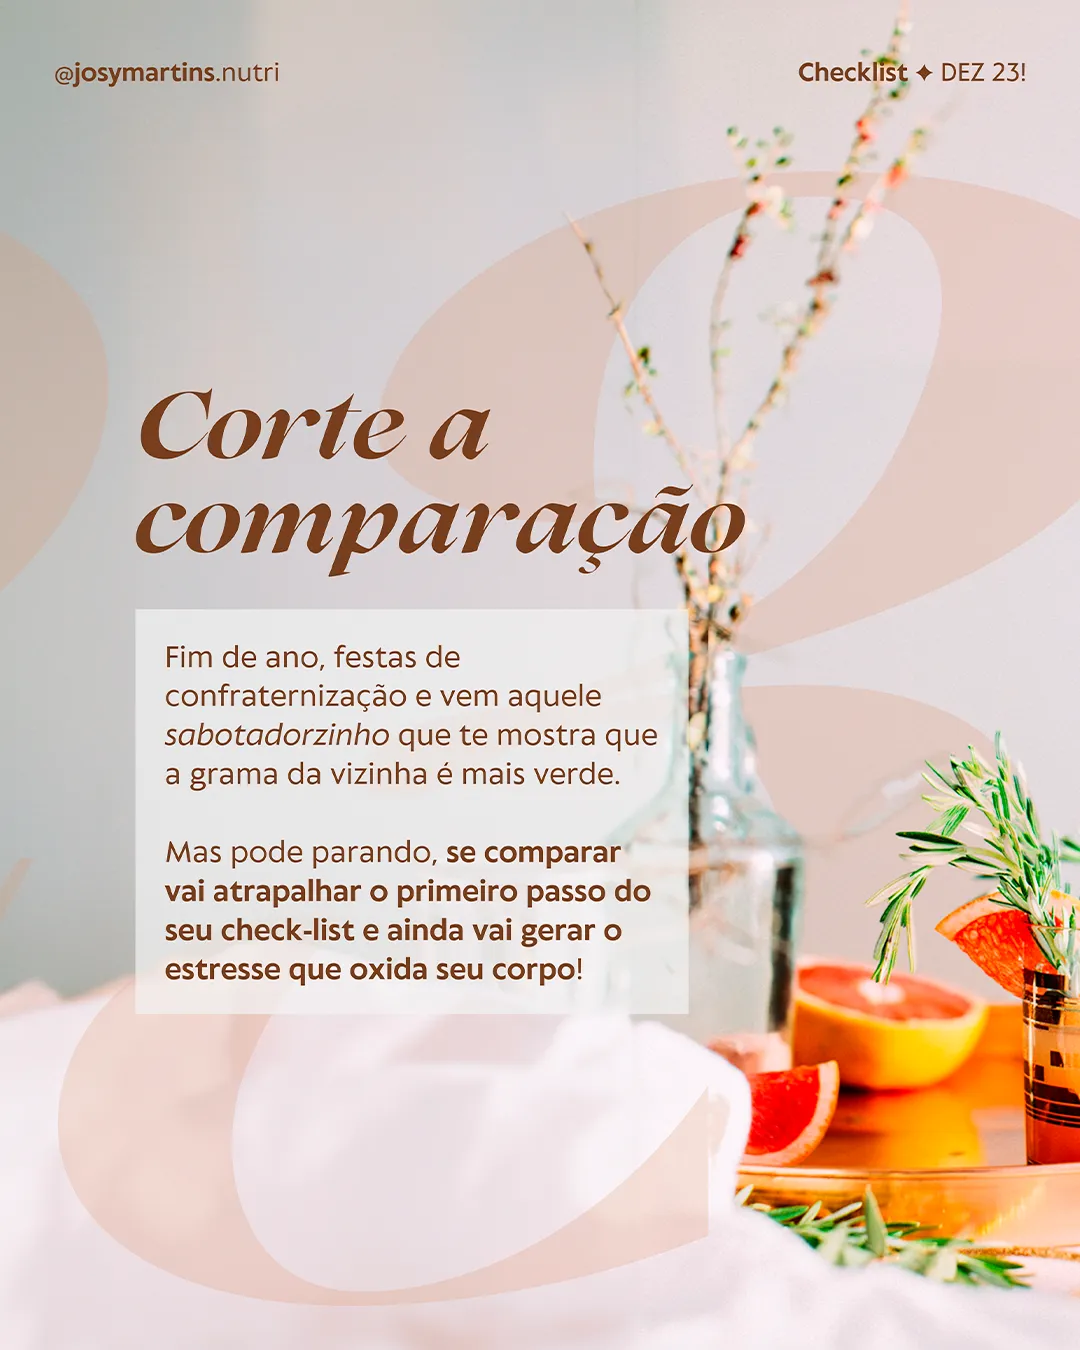 @josymartins.nutri
Checklist ✦ DEZ 23!
Corte a
comparação
Fim de ano, festas de
confraternização e vem aquele
sabotadorzinho que te mostra que
a grama da vizinha é mais verde.
Mas pode parando, se comparar
vai atrapalhar o primeiro passo do
seu check-list e ainda vai gerar o
estresse que oxida seu corpo!